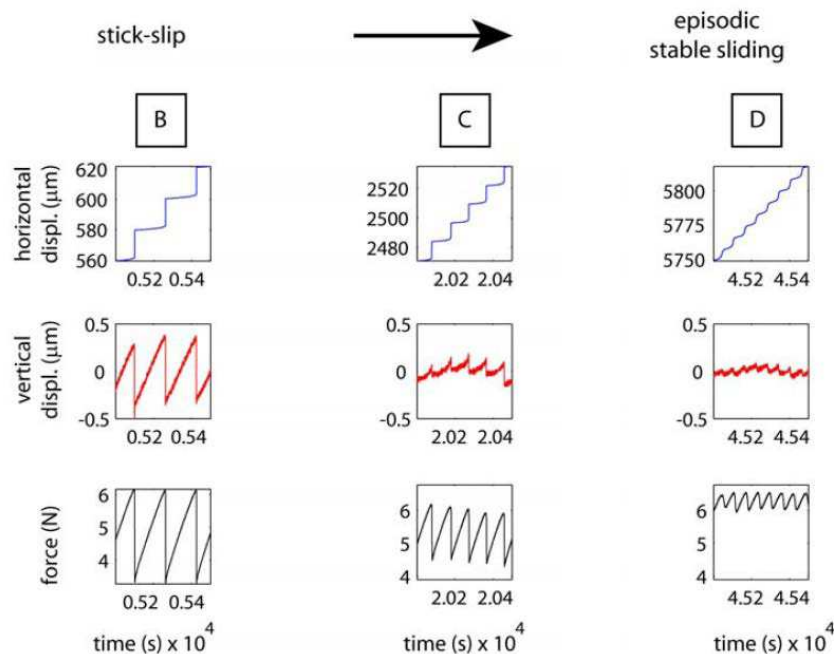 stick-slip
episodic
stable sliding
B
C
D
horizontal
displ. (μm)
620
600
580
560
0.52 0.54
2520
2500
2480
2.02 2.04
5800
5775
5750
4.52 4.54
vertical
displ. (μm)
0.5
0
-0.5
0.52 0.54
0.5
0
-0.5
2.02 2.04
0.5
0
-0.5
4.52 4.54
force (N)
6
5
4
0.52 0.54
6
5
4
2.02 2.04
6
5
4
4.52 4.54
time (s) x 10⁴
time (s) x 10⁴
time (s) x 10⁴